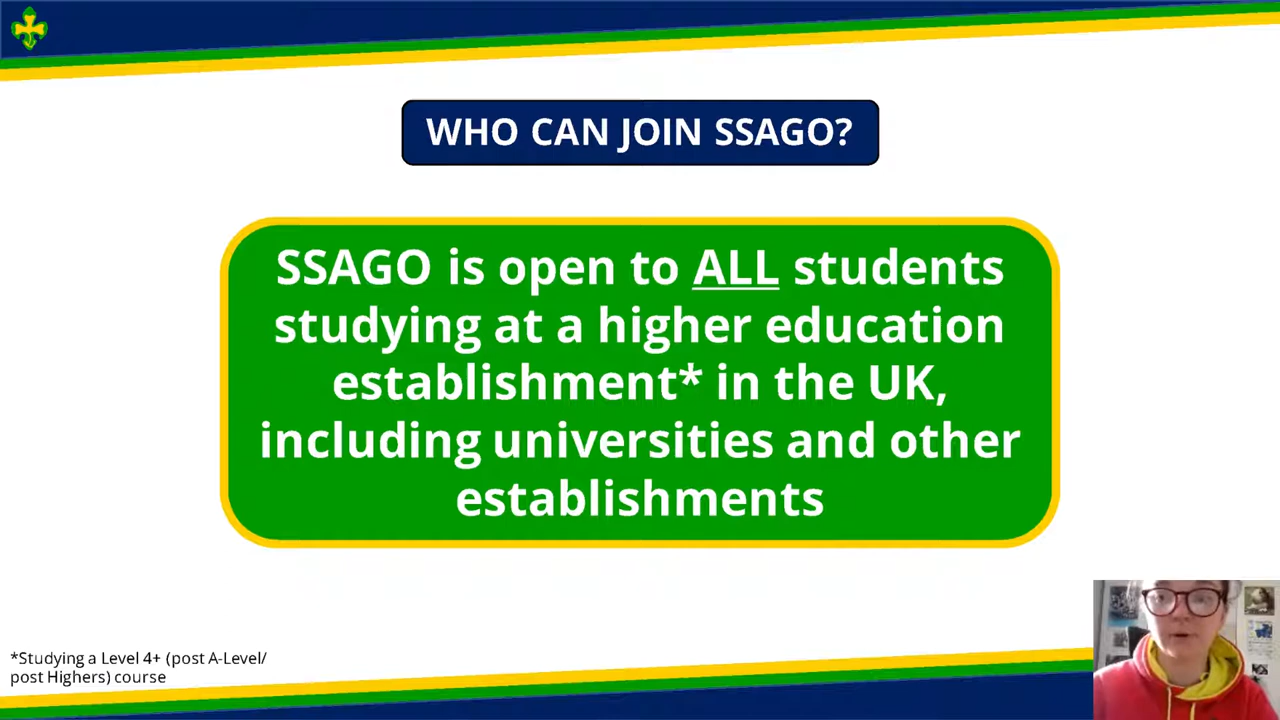 WHO CAN JOIN SSAGO?
SSAGO is open to ALL students
studying at a higher education
establishment* in the UK,
including universities and other
establishments
*Studying a Level 4+ (post A-Level/
post Highers) course